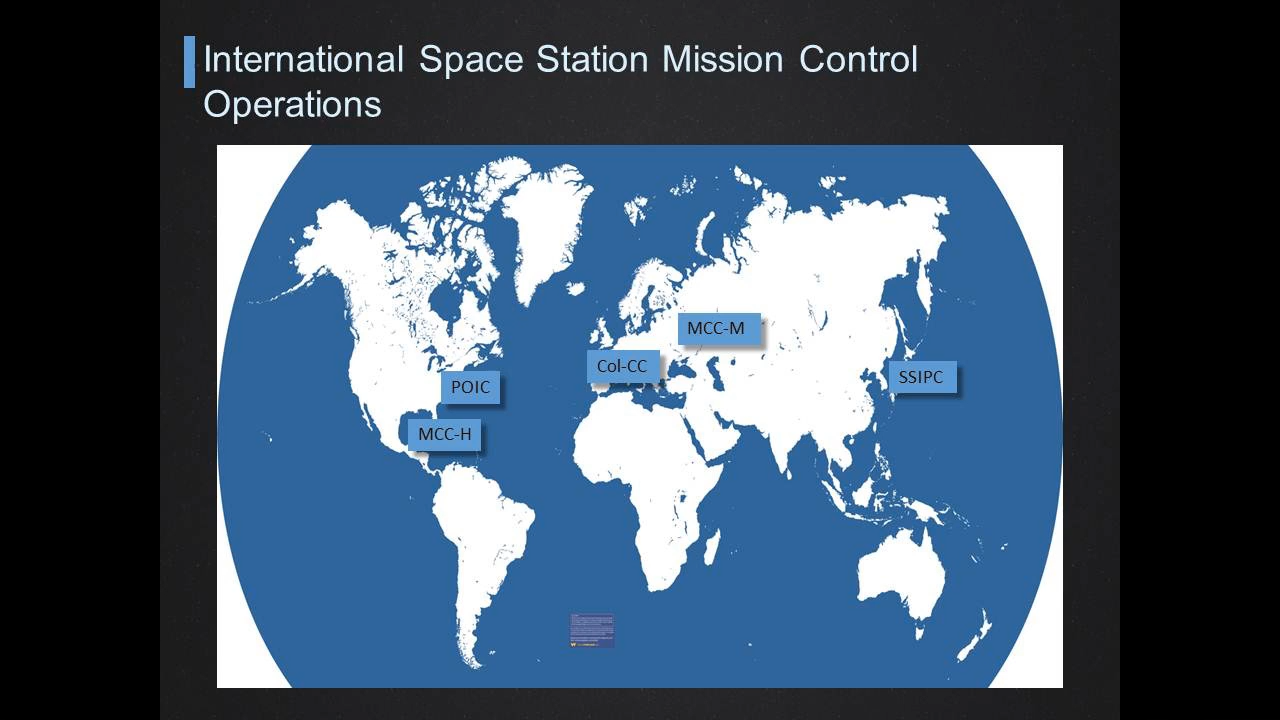 International Space Station Mission Control
Operations
MCC-M
Col-CC
SSIPC
POIC
MCC-H